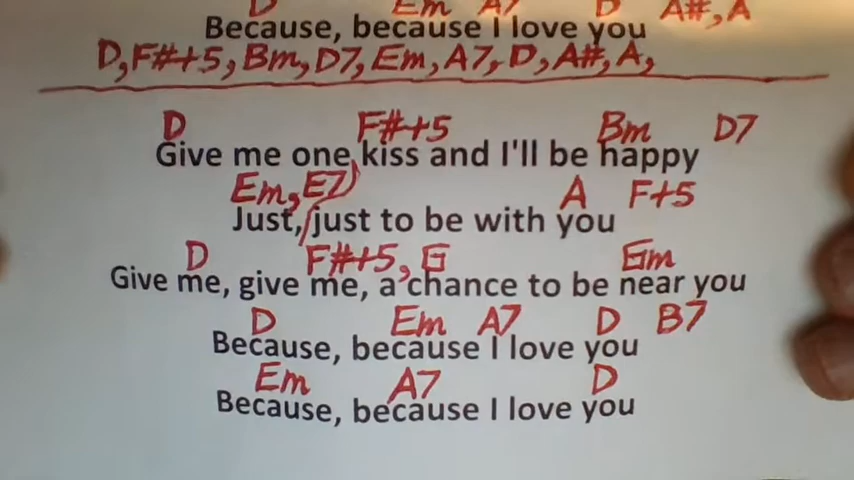 D Em A7 D A#, A
Because, because I love you
D, F#+5, Bm, D7, Em, A7, D, A#, A,
D F#+5 Bm D7
Give me one kiss and I'll be happy
Em, E7 A F+5
Just, just to be with you
D F#+5, G Gm
Give me, give me, a chance to be near you
D Em A7 D B7
Because, because I love you
Em A7 D
Because, because I love you